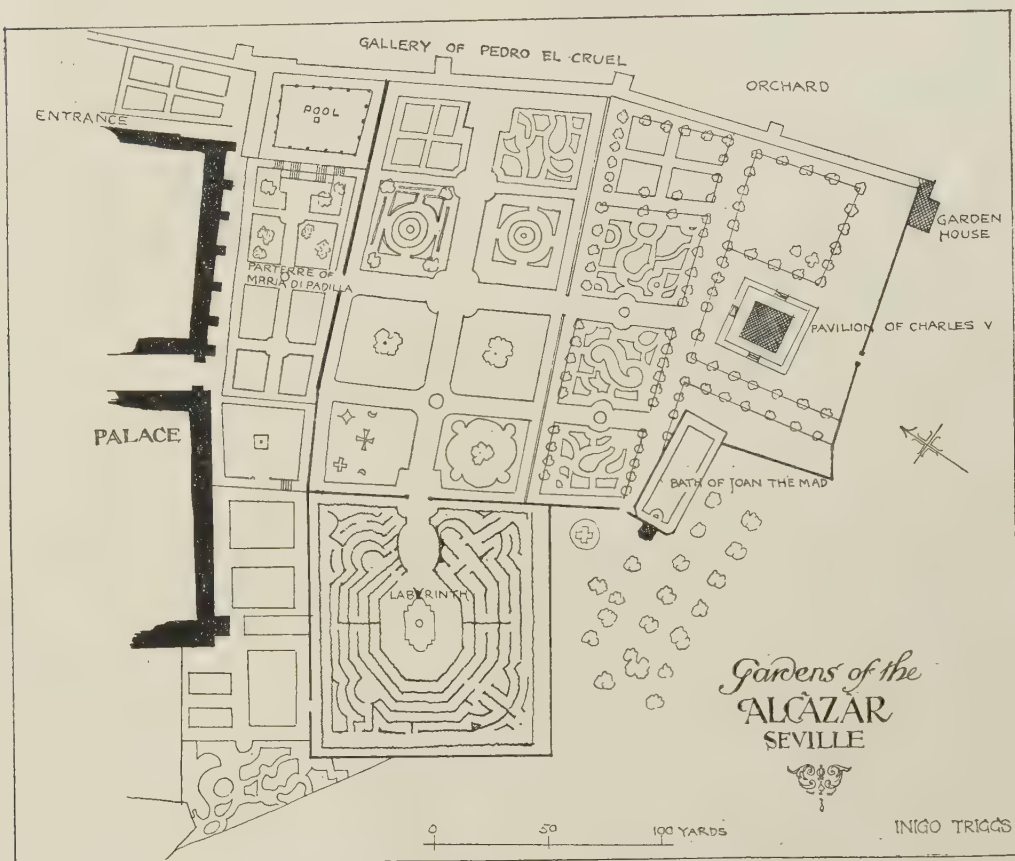 GALLERY OF PEDRO EL CRUEL
ORCHARD
ENTRANCE
POOL
GARDEN
HOUSE
PARTERRE OF
MARIA DI PADILLA
PAVILION OF CHARLES V
PALACE
BATH OF JOAN THE MAD
LABYRINTH
Gardens of the
ALCÀZÀR
SEVILLE
0 50 100 YARDS
INIGO TRIGGS